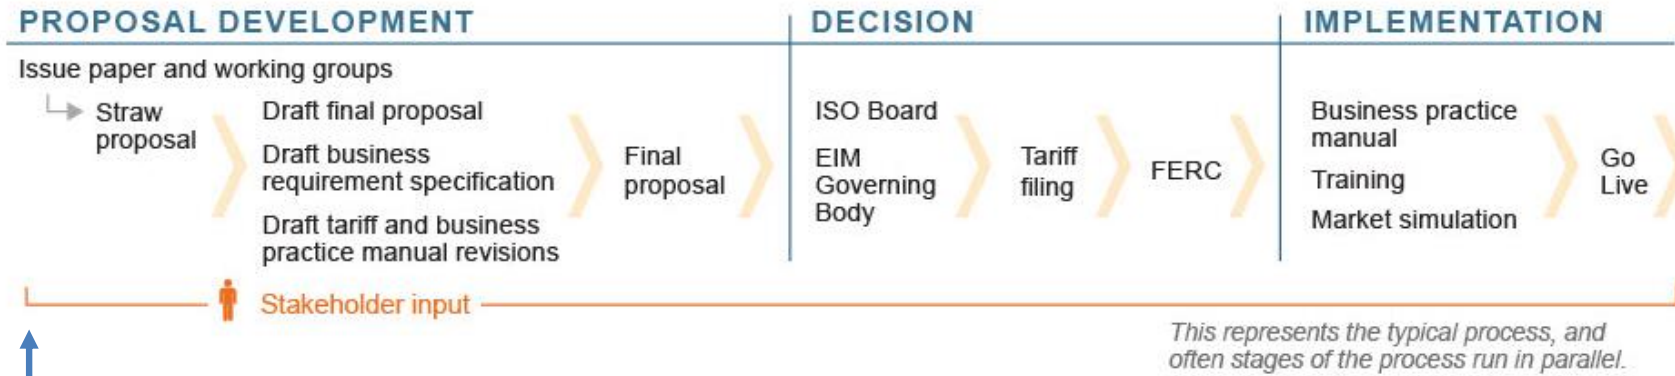 PROPOSAL DEVELOPMENT
DECISION
IMPLEMENTATION
Issue paper and working groups
Straw
proposal
Draft final proposal
Draft business
requirement specification
Draft tariff and business
practice manual revisions
Final
proposal
ISO Board
EIM
Governing
Body
Tariff
filing
FERC
Business practice
manual
Training
Market simulation
Go
Live
Stakeholder input
This represents the typical process, and
often stages of the process run in parallel.